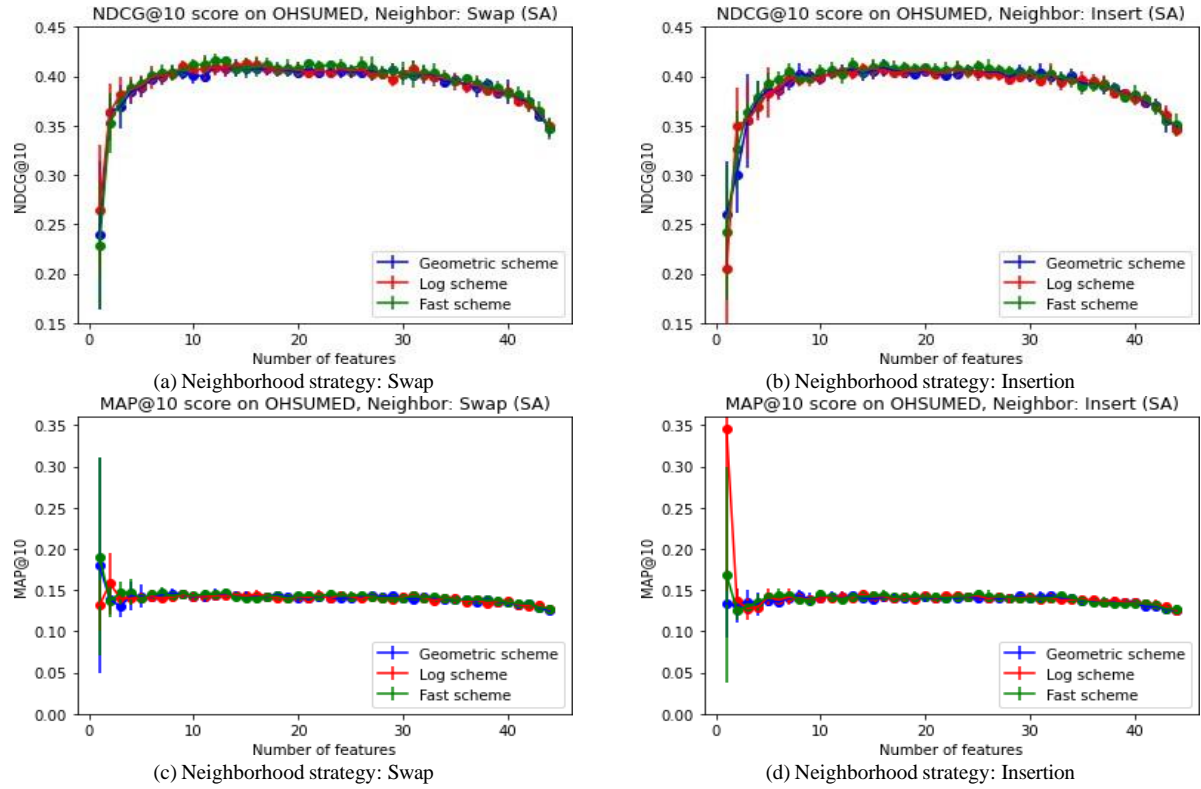 NDCG@10 score on OHSUMED, Neighbor: Swap (SA)
0.45
0.40
0.35
0.30
0.25
0.20
0.15
NDCG@10
0 10 20 30 40
Number of features
Geometric scheme
Log scheme
Fast scheme
(a) Neighborhood strategy: Swap
NDCG@10 score on OHSUMED, Neighbor: Insert (SA)
0.45
0.40
0.35
0.30
0.25
0.20
0.15
NDCG@10
0 10 20 30 40
Number of features
Geometric scheme
Log scheme
Fast scheme
(b) Neighborhood strategy: Insertion
MAP@10 score on OHSUMED, Neighbor: Swap (SA)
0.35
0.30
0.25
0.20
0.15
0.10
0.05
0.00
MAP@10
0 10 20 30 40
Number of features
Geometric scheme
Log scheme
Fast scheme
(c) Neighborhood strategy: Swap
MAP@10 score on OHSUMED, Neighbor: Insert (SA)
0.35
0.30
0.25
0.20
0.15
0.10
0.05
0.00
MAP@10
0 10 20 30 40
Number of features
Geometric scheme
Log scheme
Fast scheme
(d) Neighborhood strategy: Insertion